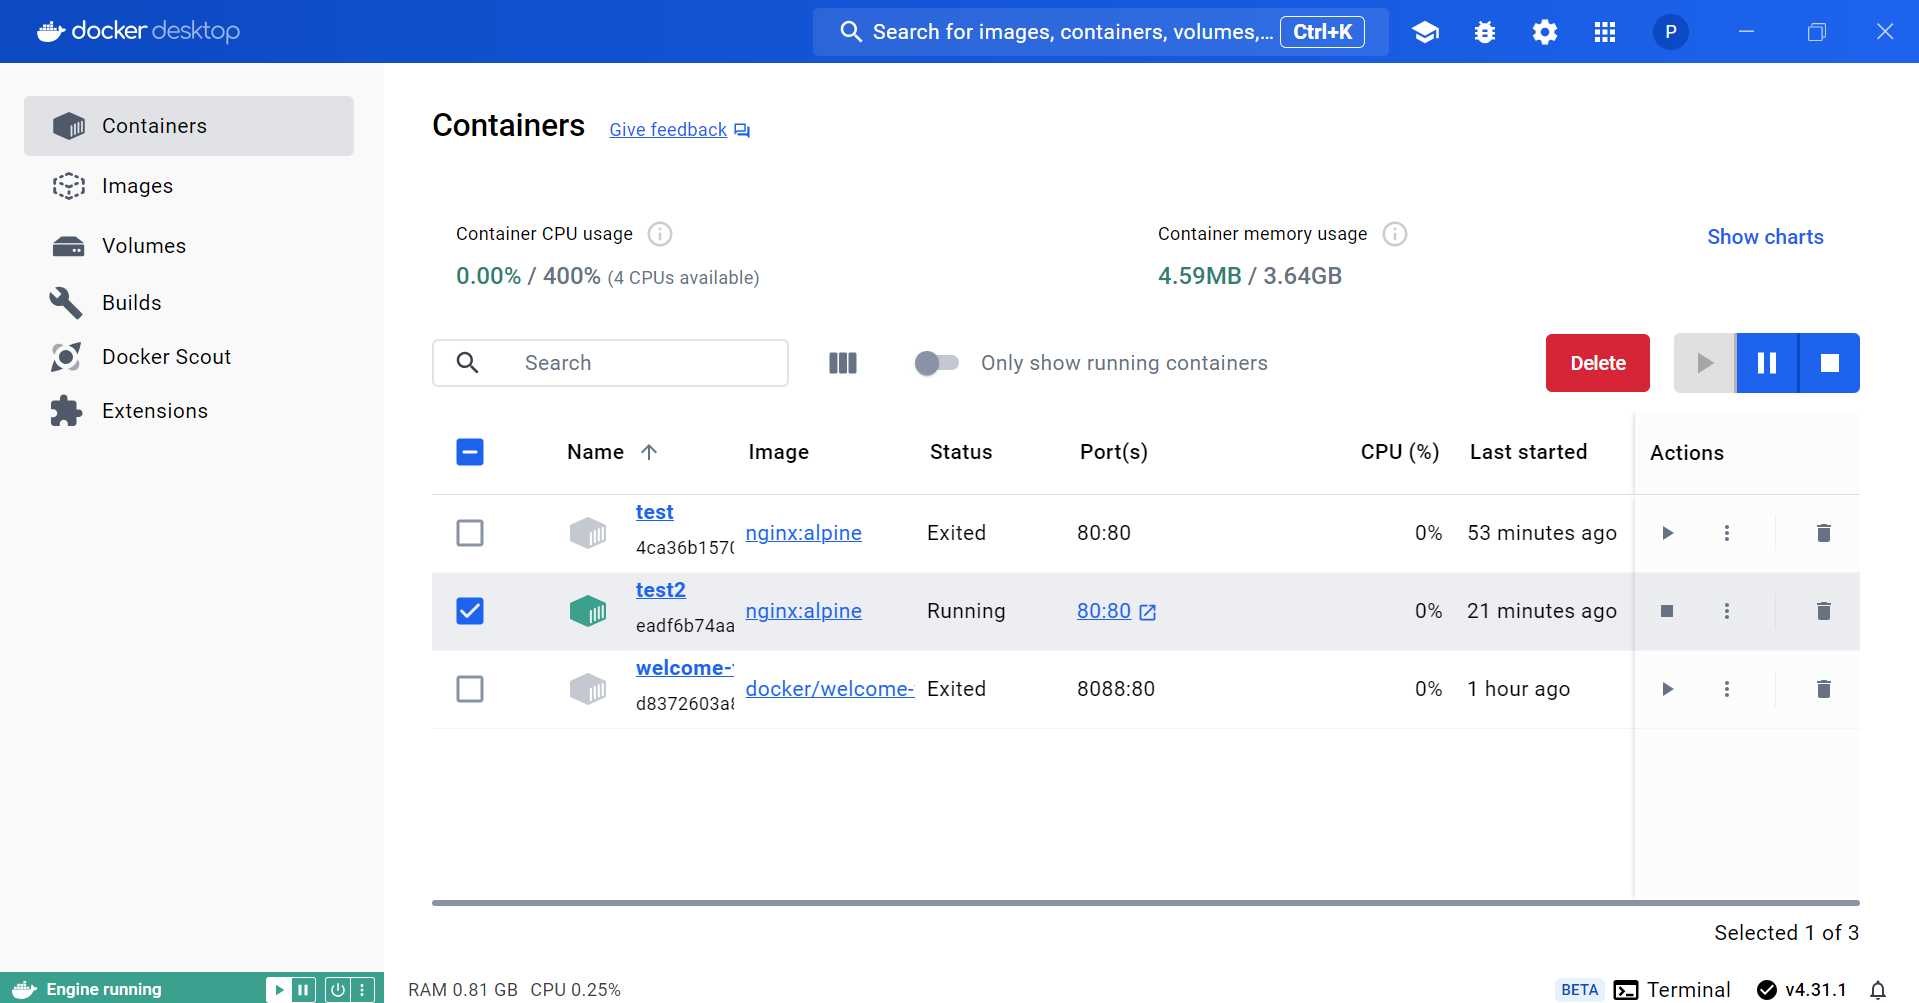 docker desktop
Search for images, containers, volumes,... Ctrl+K
P
Containers
Images
Volumes
Builds
Docker Scout
Extensions
Containers Give feedback
Container CPU usage
0.00% / 400% (4 CPUs available)
Container memory usage
4.59MB / 3.64GB
Show charts
Search
Only show running containers
Delete
Name Image Status Port(s) CPU (%) Last started Actions
test
4ca36b1570
nginx:alpine Exited 80:80 0% 53 minutes ago
test2
eadf6b74aa
nginx:alpine Running 80:80 0% 21 minutes ago
welcome-
d8372603a8
docker/welcome- Exited 8088:80 0% 1 hour ago
Selected 1 of 3
Engine running
RAM 0.81 GB CPU 0.25%
BETA Terminal v4.31.1